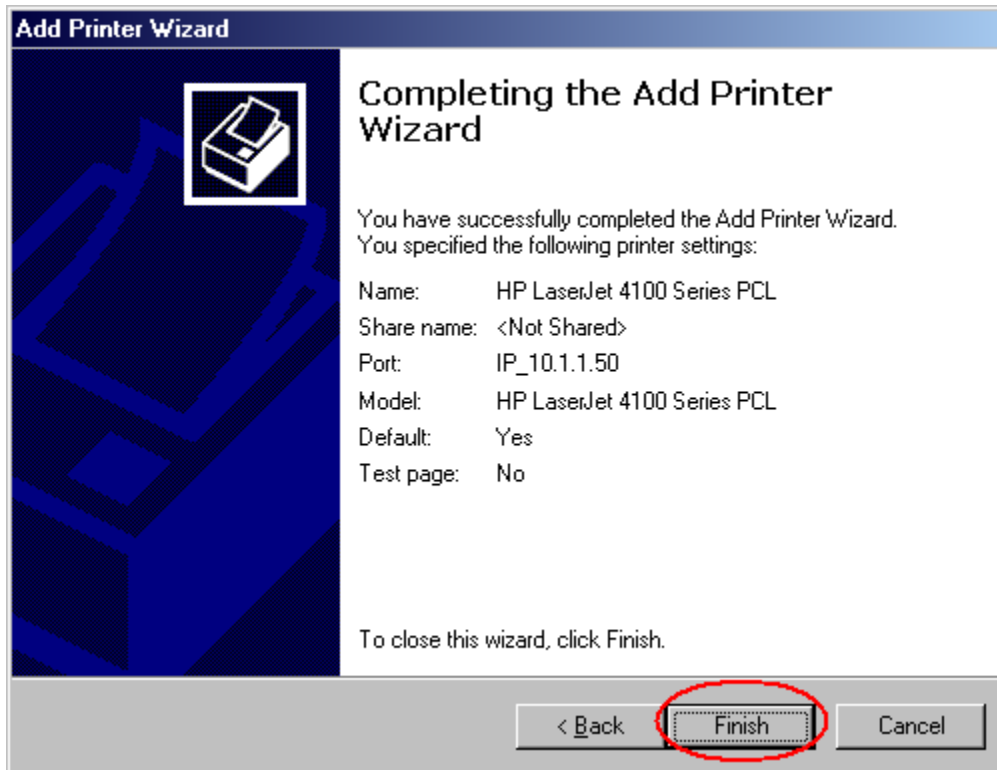 Add Printer Wizard
Completing the Add Printer
Wizard
You have successfully completed the Add Printer Wizard.
You specified the following printer settings:
Name: HP LaserJet 4100 Series PCL
Share name: <Not Shared>
Port: IP_10.1.1.50
Model: HP LaserJet 4100 Series PCL
Default: Yes
Test page: No
To close this wizard, click Finish.
< Back Finish Cancel